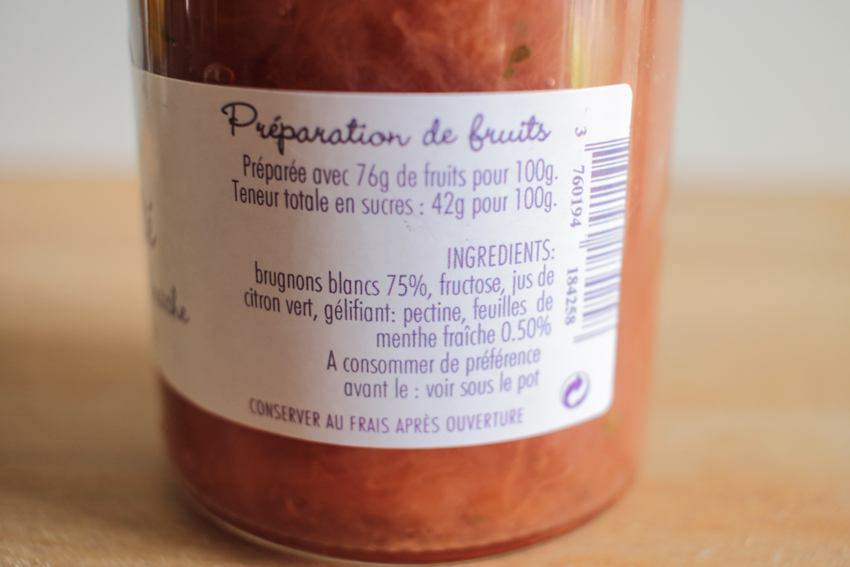 Préparation de fruits
Préparée avec 76g de fruits pour 100g.
Teneur totale en sucres : 42g pour 100g.
INGREDIENTS:
brugnons blancs 75%, fructose, jus de
citron vert, gélifiant: pectine, feuilles de
menthe fraîche 0.50%
A consommer de préférence
avant le : voir sous le pot
CONSERVER AU FRAIS APRÈS OUVERTURE
3 760194 184258